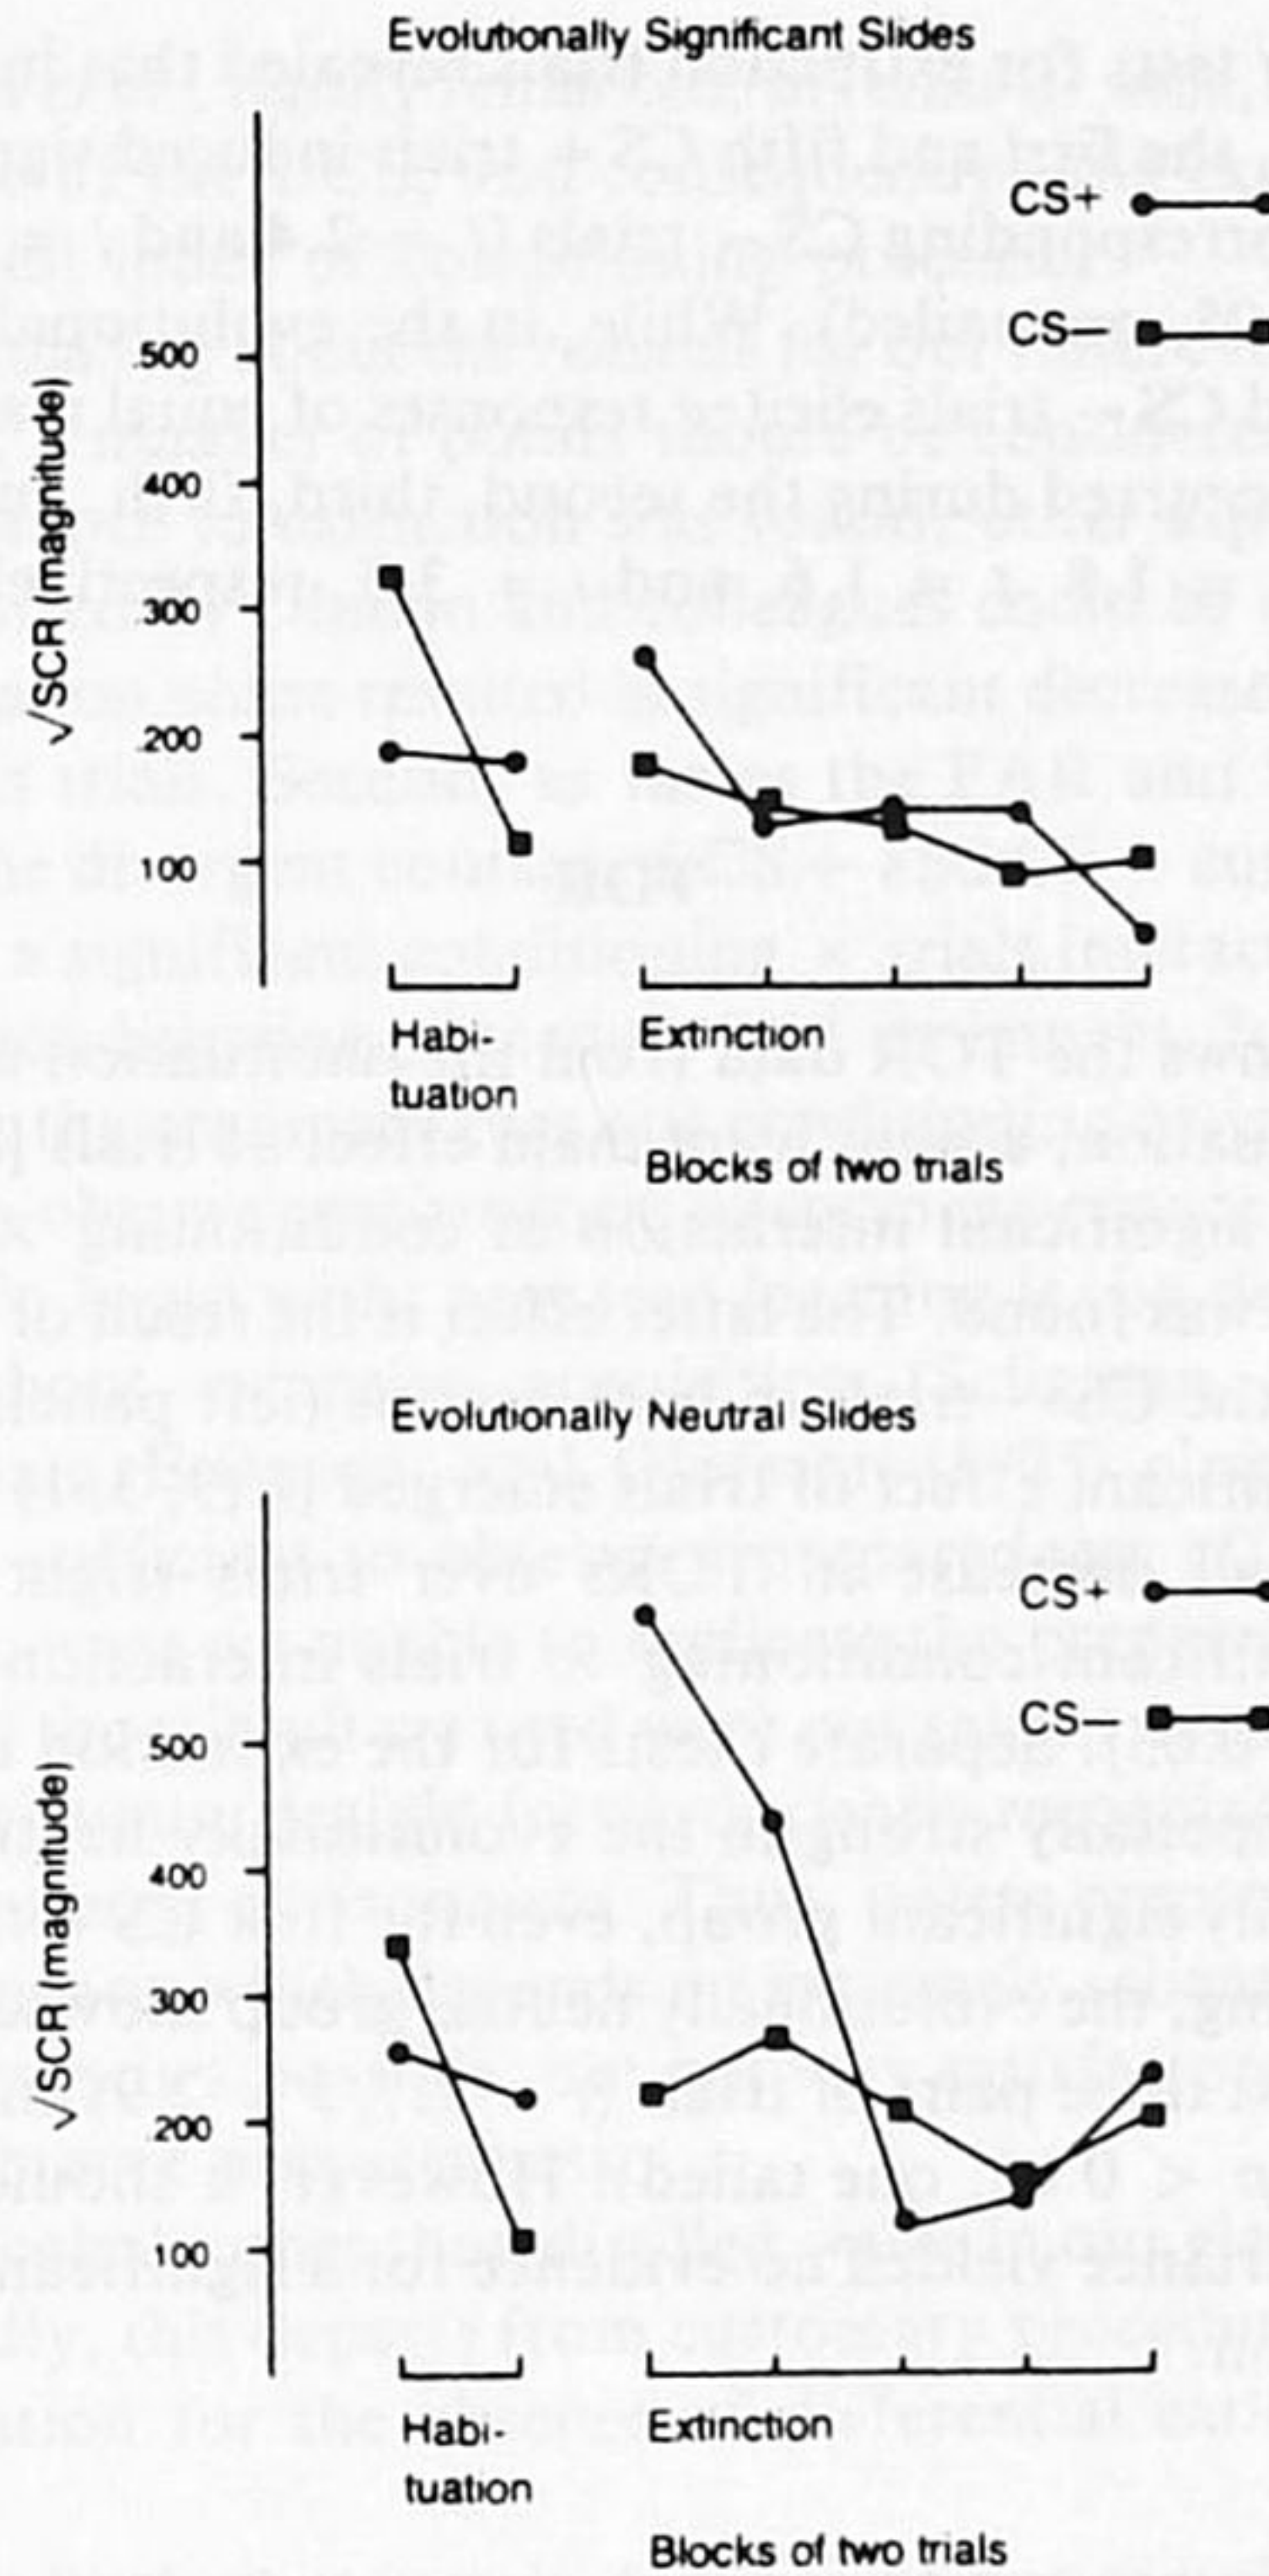 Evolutionally Significant Slides
CS+
CS—
.500
.400
.300
.200
.100
√SCR (magnitude)
Habi-
tuation
Extinction
Blocks of two trials
Evolutionally Neutral Slides
CS+
CS—
.500
.400
.300
.200
.100
√SCR (magnitude)
Habi-
tuation
Extinction
Blocks of two trials